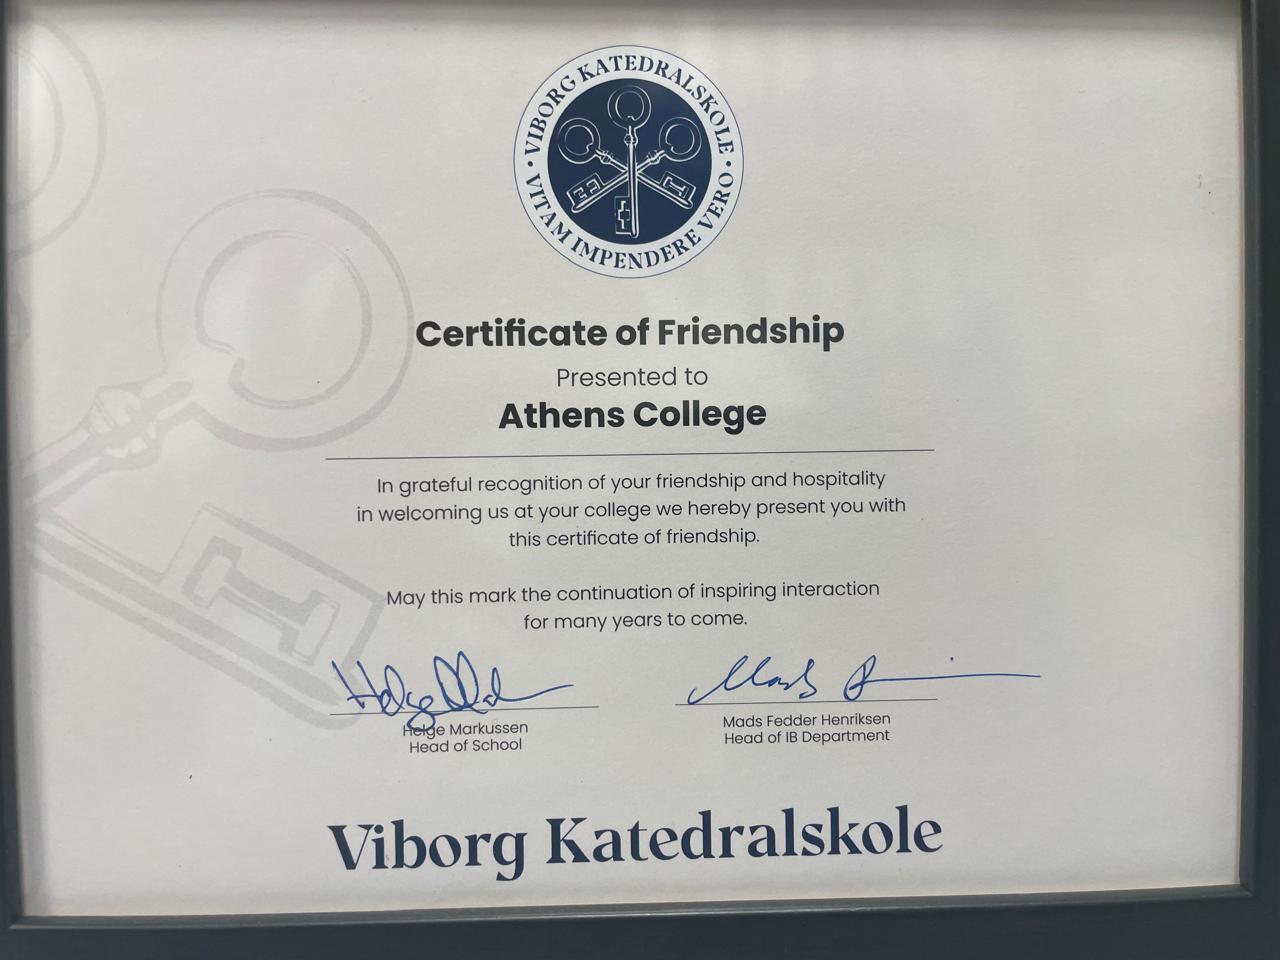 VIBORG KATEDRALSKOLE
VITAM IMPENDERE VERO
Certificate of Friendship
Presented to
Athens College
In grateful recognition of your friendship and hospitality
in welcoming us at your college we hereby present you with
this certificate of friendship.
May this mark the continuation of inspiring interaction
for many years to come.
Helge Markussen
Head of School
Mads Fedder Henriksen
Head of IB Department
Viborg Katedralskole